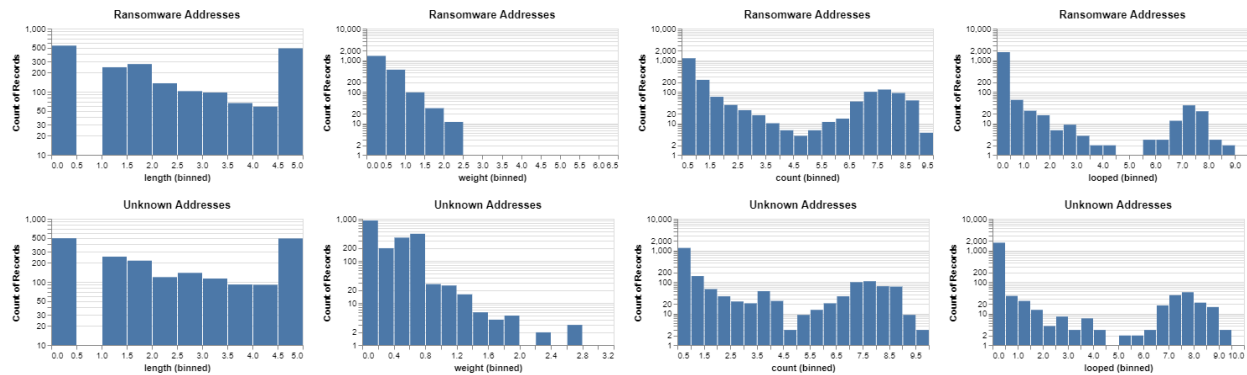 Ransomware Addresses
1,000
500
300
200
100
50
30
20
10
Count of Records
0.0 0.5 1.0 1.5 2.0 2.5 3.0 3.5 4.0 4.5 5.0
length (binned)
Ransomware Addresses
10,000
2,000
1,000
200
100
20
10
2
1
Count of Records
0.0 0.5 1.0 1.5 2.0 2.5 3.0 3.5 4.0 4.5 5.0 5.5 6.0 6.5
weight (binned)
Ransomware Addresses
10,000
2,000
1,000
200
100
20
10
2
1
Count of Records
0.5 1.5 2.5 3.5 4.5 5.5 6.5 7.5 8.5 9.5
count (binned)
Ransomware Addresses
10,000
2,000
1,000
200
100
20
10
2
1
Count of Records
0.0 1.0 2.0 3.0 4.0 5.0 6.0 7.0 8.0 9.0
looped (binned)
Unknown Addresses
1,000
500
300
200
100
50
30
20
10
Count of Records
0.0 0.5 1.0 1.5 2.0 2.5 3.0 3.5 4.0 4.5 5.0
length (binned)
Unknown Addresses
1,000
500
200
100
50
20
10
5
2
1
Count of Records
0.0 0.4 0.8 1.2 1.6 2.0 2.4 2.8 3.2
weight (binned)
Unknown Addresses
10,000
2,000
1,000
200
100
20
10
2
1
Count of Records
0.5 1.5 2.5 3.5 4.5 5.5 6.5 7.5 8.5 9.5
count (binned)
Unknown Addresses
10,000
2,000
1,000
200
100
20
10
2
1
Count of Records
0.0 1.0 2.0 3.0 4.0 5.0 6.0 7.0 8.0 9.0 10.0
looped (binned)